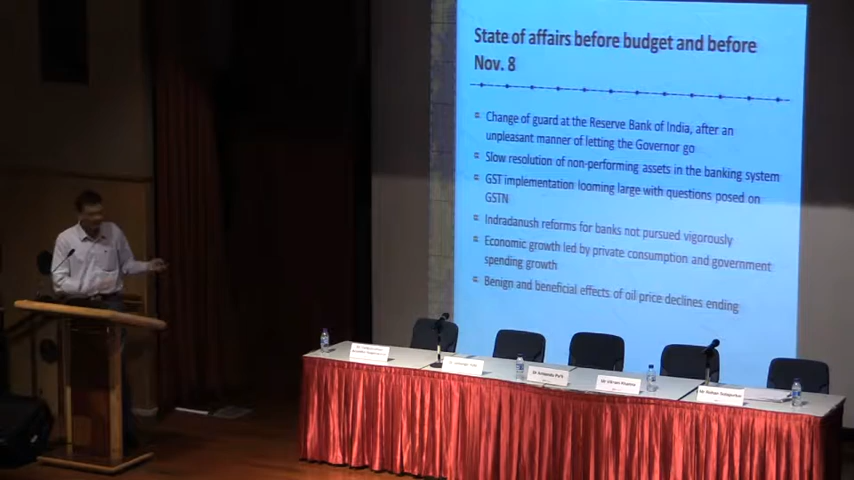 State of affairs before budget and before
Nov. 8
Change of guard at the Reserve Bank of India, after an
unpleasant manner of letting the Governor go
Slow resolution of non-performing assets in the banking system
GST implementation looming large with questions posed on
GSTN
Indradanush reforms for banks not pursued vigorously
Economic growth led by private consumption and government
spending growth
Benign and beneficial effects of oil price declines ending